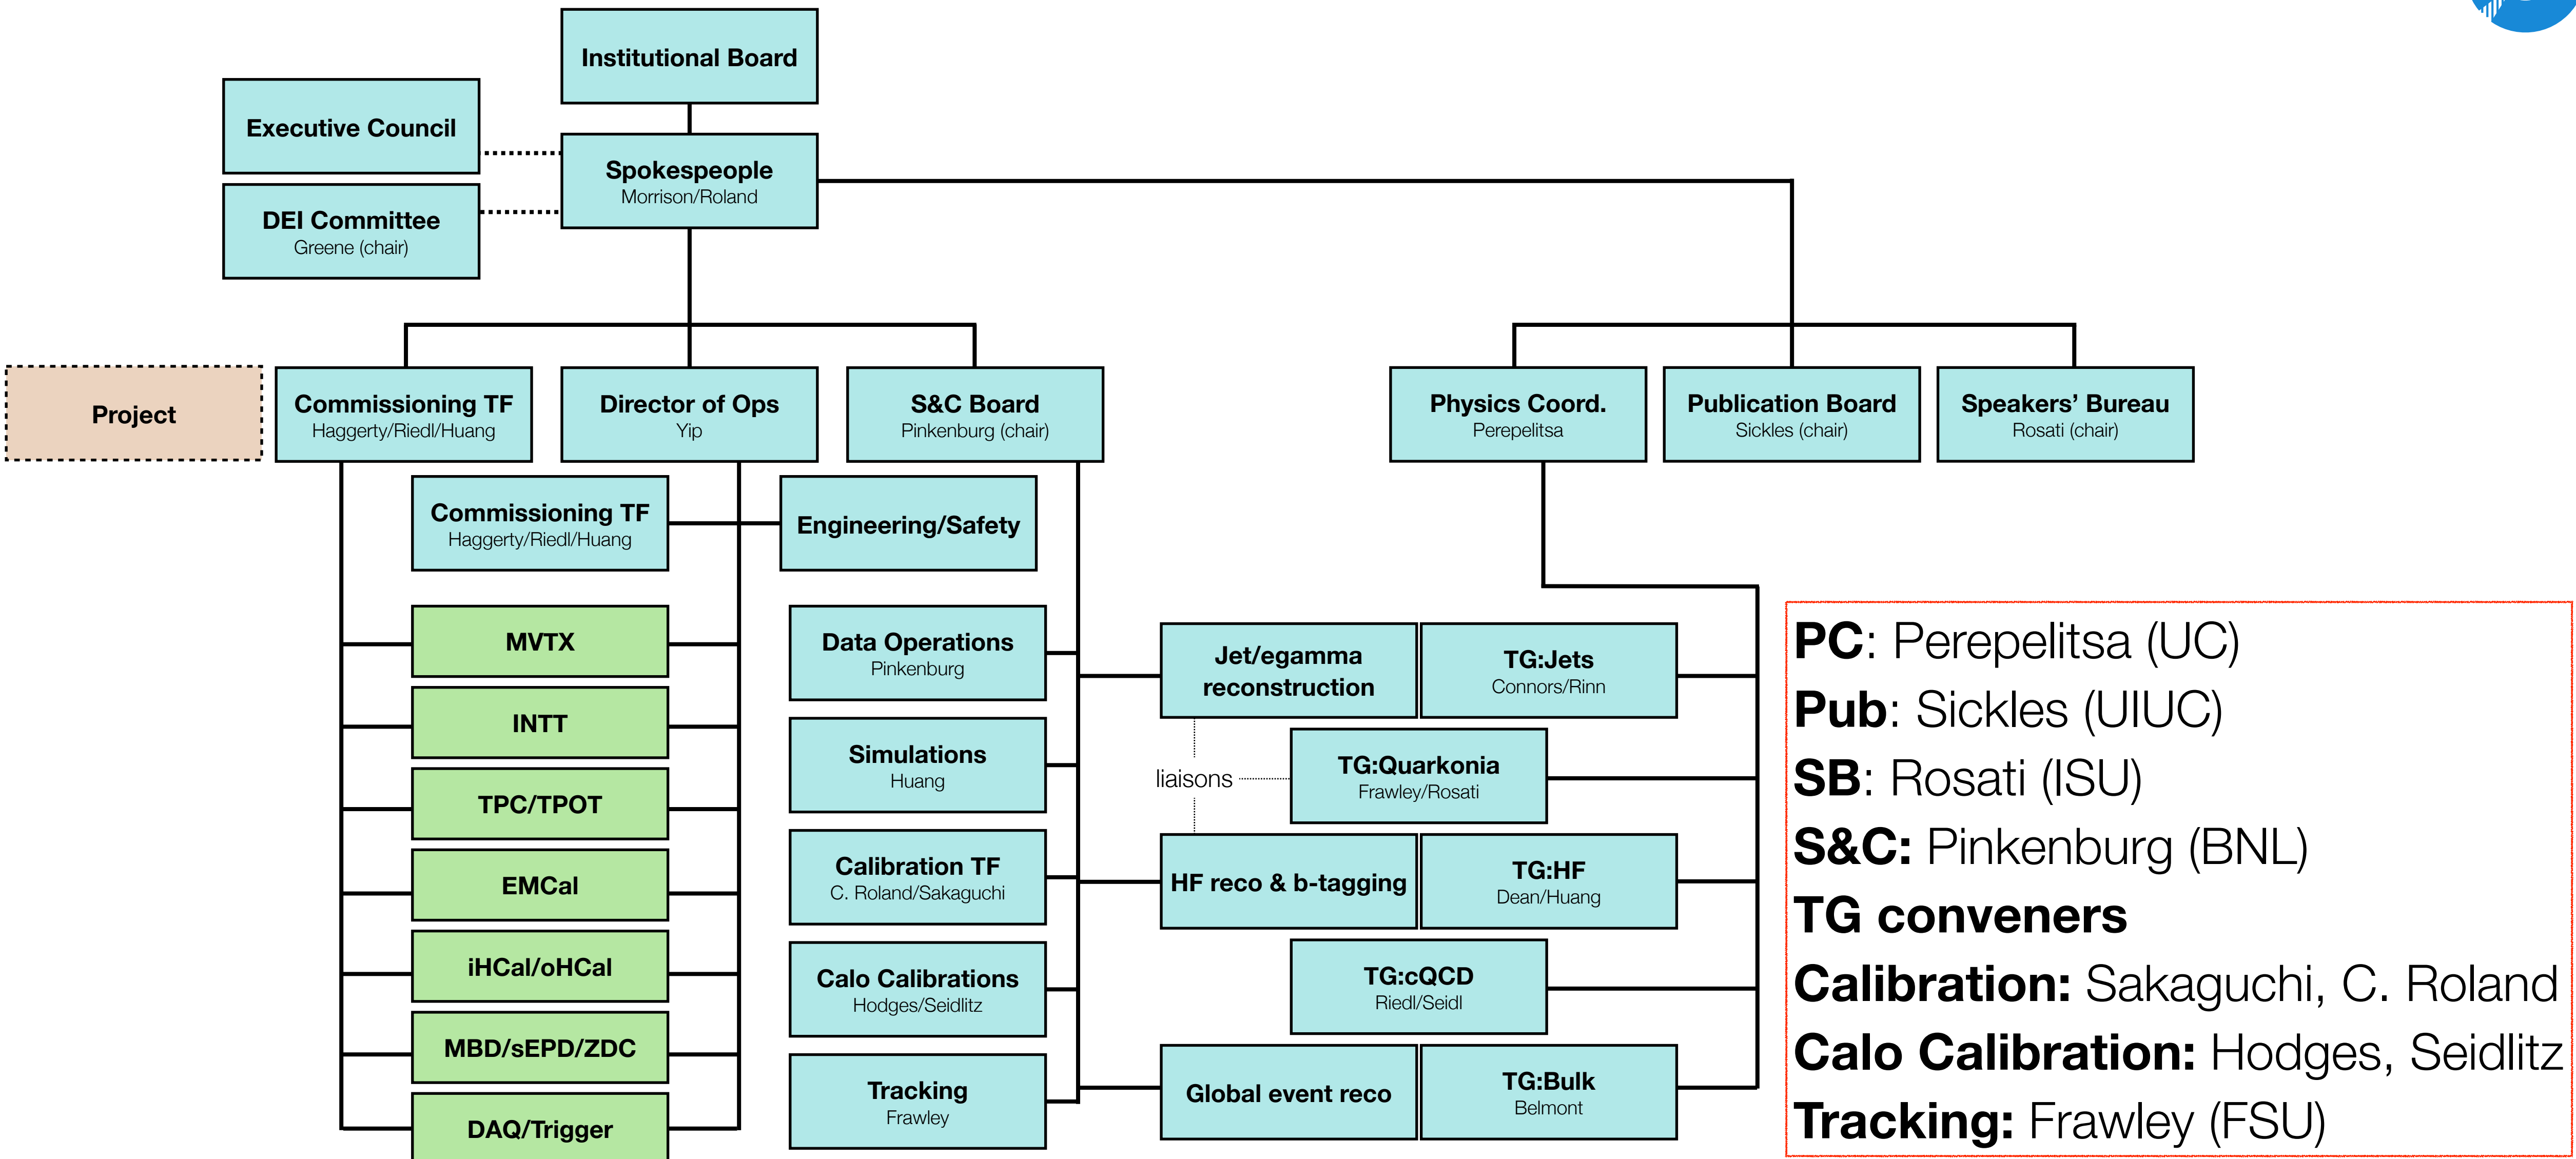 Institutional Board
Executive Council
Spokespeople
Morrison/Roland
DEI Committee
Greene (chair)
Project
Commissioning TF
Haggerty/Riedl/Huang
Director of Ops
Yip
S&C Board
Pinkenburg (chair)
Physics Coord.
Perepelitsa
Publication Board
Sickles (chair)
Speakers’ Bureau
Rosati (chair)
Commissioning TF
Haggerty/Riedl/Huang
Engineering/Safety
MVTX
INTT
TPC/TPOT
EMCal
iHCal/oHCal
MBD/sEPD/ZDC
DAQ/Trigger
Data Operations
Pinkenburg
Simulations
Huang
Calibration TF
C. Roland/Sakaguchi
Calo Calibrations
Hodges/Seidlitz
Tracking
Frawley
Jet/egamma
reconstruction
TG:Jets
Connors/Rinn
liaisons
TG:Quarkonia
Frawley/Rosati
HF reco & b-tagging
TG:HF
Dean/Huang
TG:cQCD
Riedl/Seidl
Global event reco
TG:Bulk
Belmont
PC: Perepelitsa (UC)
Pub: Sickles (UIUC)
SB: Rosati (ISU)
S&C: Pinkenburg (BNL)
TG conveners
Calibration: Sakaguchi, C. Roland
Calo Calibration: Hodges, Seidlitz
Tracking: Frawley (FSU)